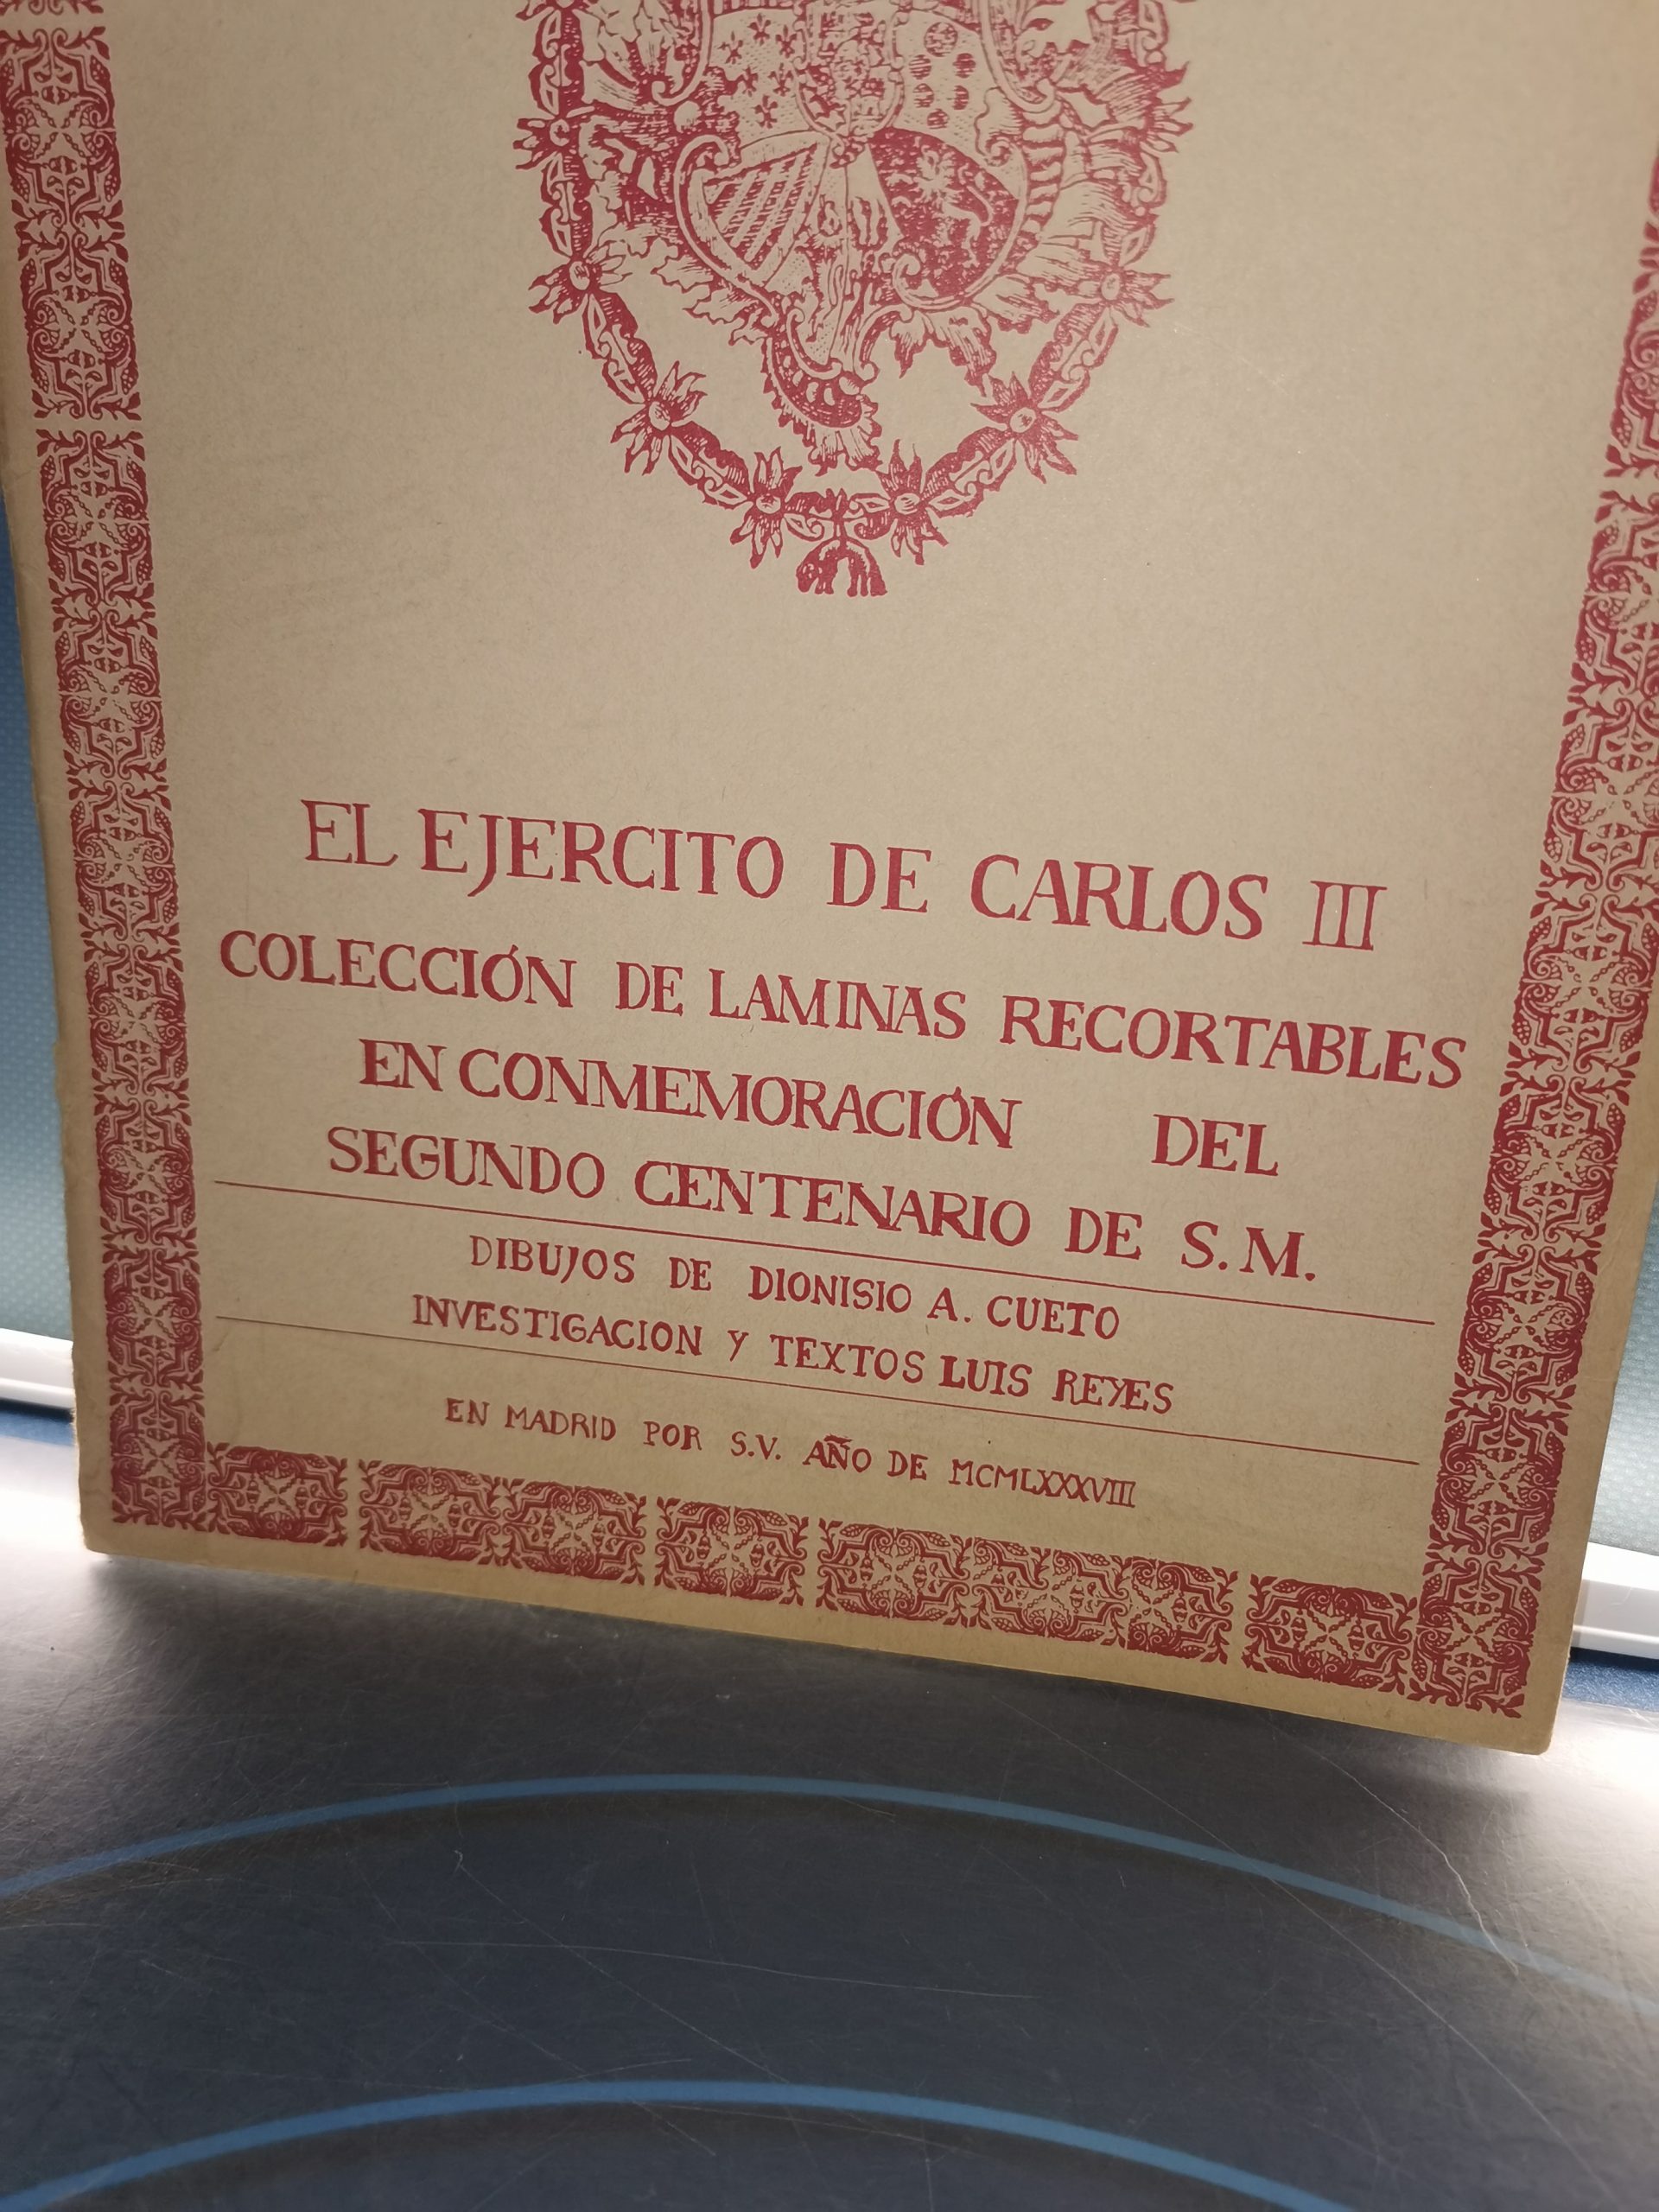 EL EJERCITO DE CARLOS III
COLECCIÓN DE LAMINAS RECORTABLES
EN CONMEMORACIÓN DEL
SEGUNDO CENTENARIO DE S.M.
DIBUJOS DE DIONISIO A. CUETO
INVESTIGACION Y TEXTOS LUIS REYES
EN MADRID POR S.V. AÑO DE MCMLXXXVIII